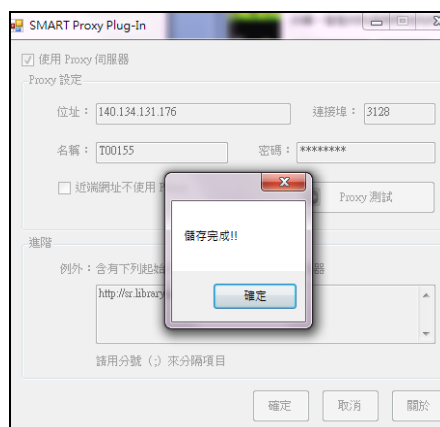 SMART Proxy Plug-In
使用 Proxy 伺服器
Proxy 設定
位址： 140.134.131.176 連接埠： 3128
名稱： T00155 密碼： ********
近端網址不使用
Proxy 測試
儲存完成!!
進階
例外：含有下列起始 器
確定
http://sr.library
請用分號 (;) 來分隔項目
確定 取消 關於